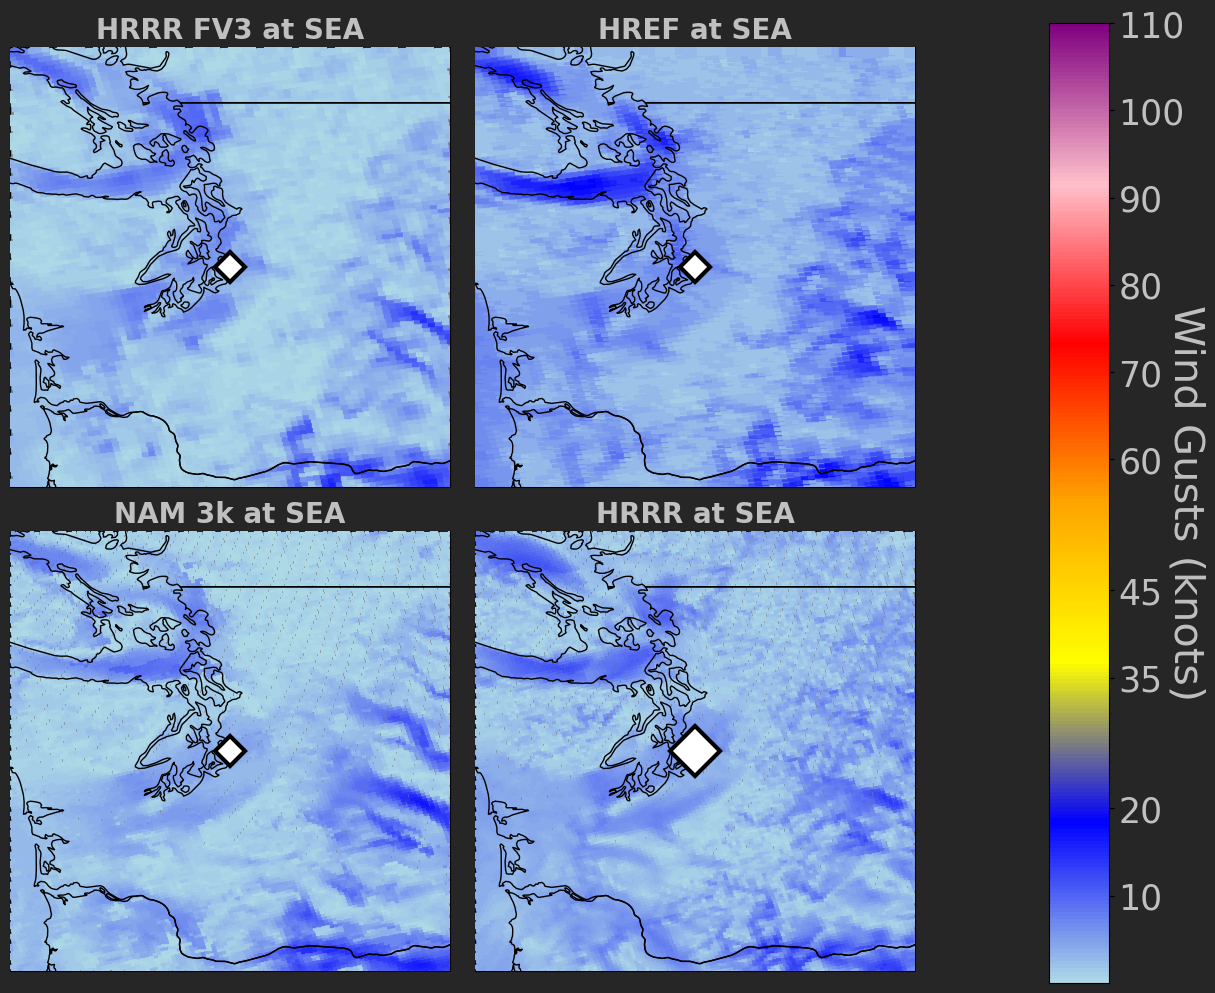 HRRR FV3 at SEA
HREF at SEA
NAM 3k at SEA
HRRR at SEA
110
100
90
80
70
60
45
35
20
10
Wind Gusts (knots)